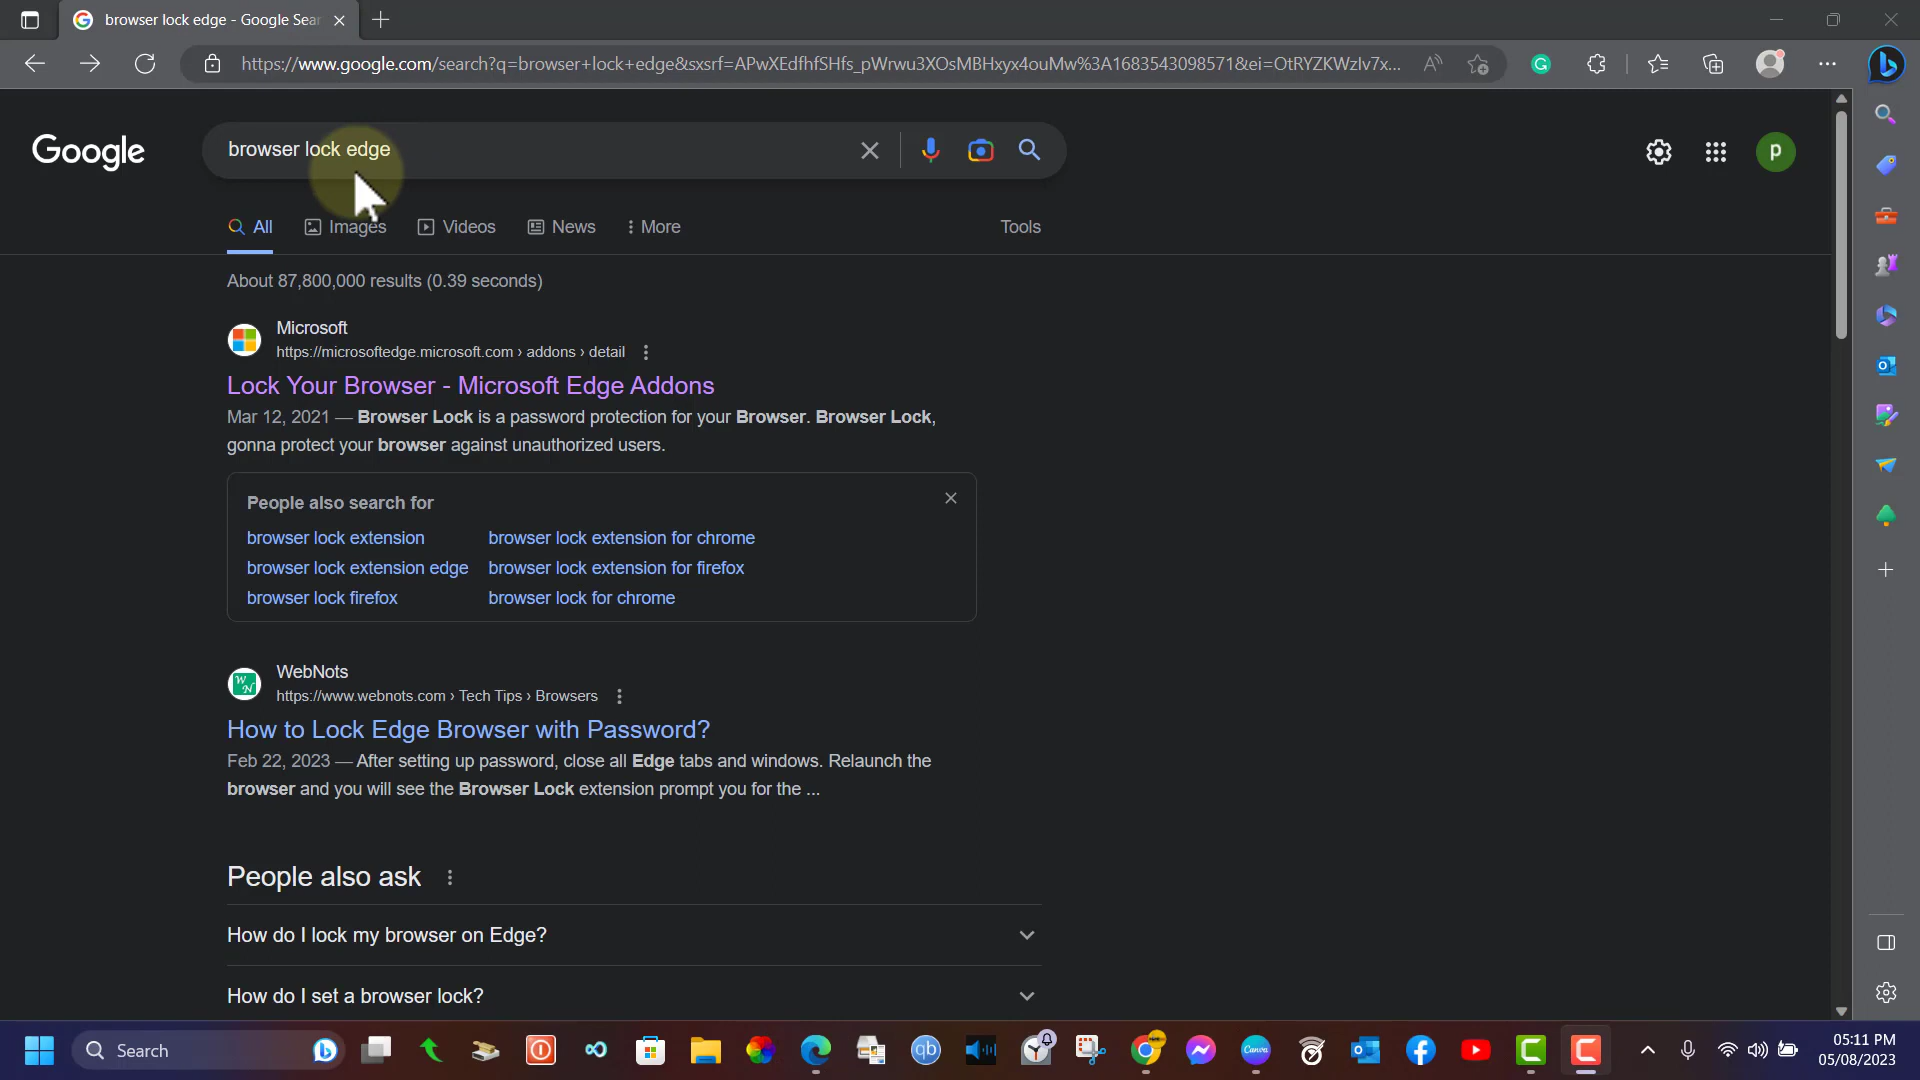 browser lock edge - Google Sear
https://www.google.com/search?q=browser+lock+edge&sxsrf=APwXEdfhfSHfs_pWrwu3XOsMBHxyx4ouMw%3A1683543098571&ei=OtRYZKWzIv7x...
Google
browser lock edge
p
All Images Videos News More Tools
About 87,800,000 results (0.39 seconds)
Microsoft
https://microsoftedge.microsoft.com › addons › detail
Lock Your Browser - Microsoft Edge Addons
Mar 12, 2021 — Browser Lock is a password protection for your Browser. Browser Lock,
gonna protect your browser against unauthorized users.
People also search for
browser lock extension browser lock extension for chrome
browser lock extension edge browser lock extension for firefox
browser lock firefox browser lock for chrome
WebNots
https://www.webnots.com › Tech Tips › Browsers
How to Lock Edge Browser with Password?
Feb 22, 2023 — After setting up password, close all Edge tabs and windows. Relaunch the
browser and you will see the Browser Lock extension prompt you for the ...
People also ask
How do I lock my browser on Edge?
How do I set a browser lock?
Search
qb
Canva
05:11 PM
05/08/2023